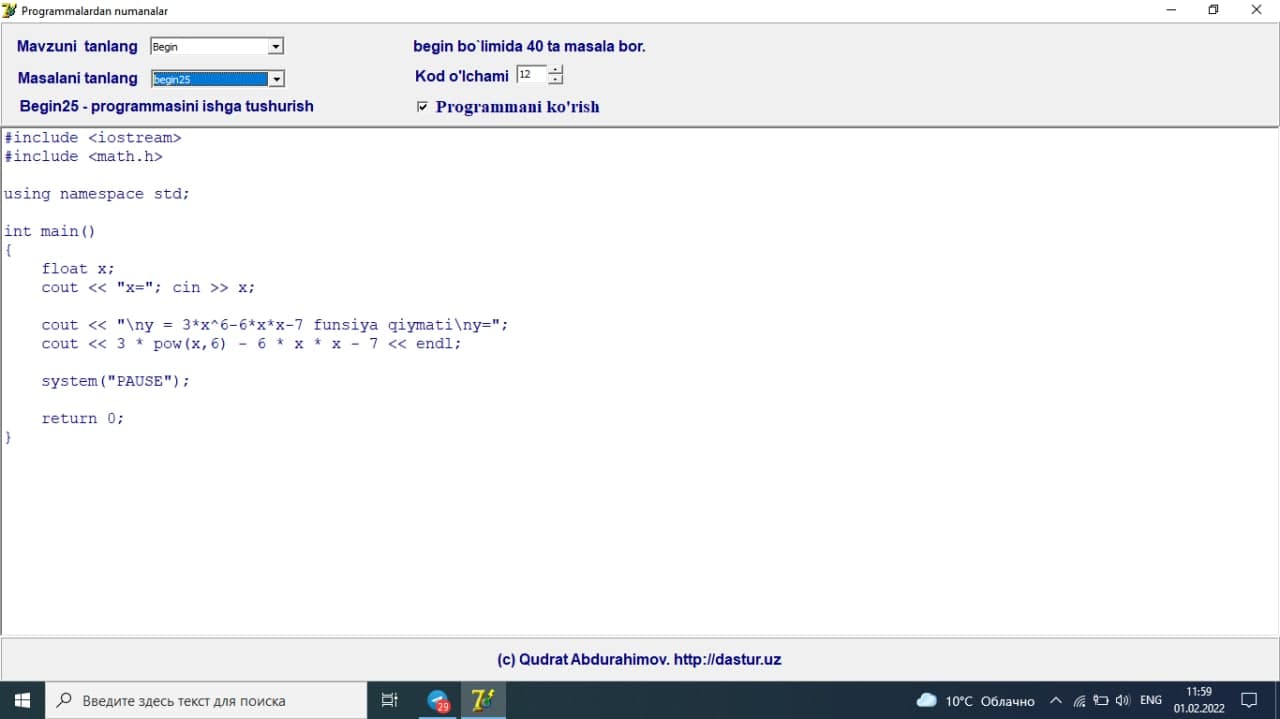 Programmalardan numanalar
Mavzuni tanlang Begin
begin bo`limida 40 ta masala bor.
Masalani tanlang begin25
Kod o'lchami 12
Begin25 - programmasini ishga tushurish
Programmani ko'rish
#include <iostream>
#include <math.h>
using namespace std;
int main()
{
float x;
cout << "x="; cin >> x;
cout << "\ny = 3*x^6-6*x*x-7 funsiya qiymati\ny=";
cout << 3 * pow(x,6) - 6 * x * x - 7 << endl;
system("PAUSE");
return 0;
}
(c) Qudrat Abdurahimov. http://dastur.uz
Введите здесь текст для поиска
29
10°C Облачно
ENG
11:59
01.02.2022